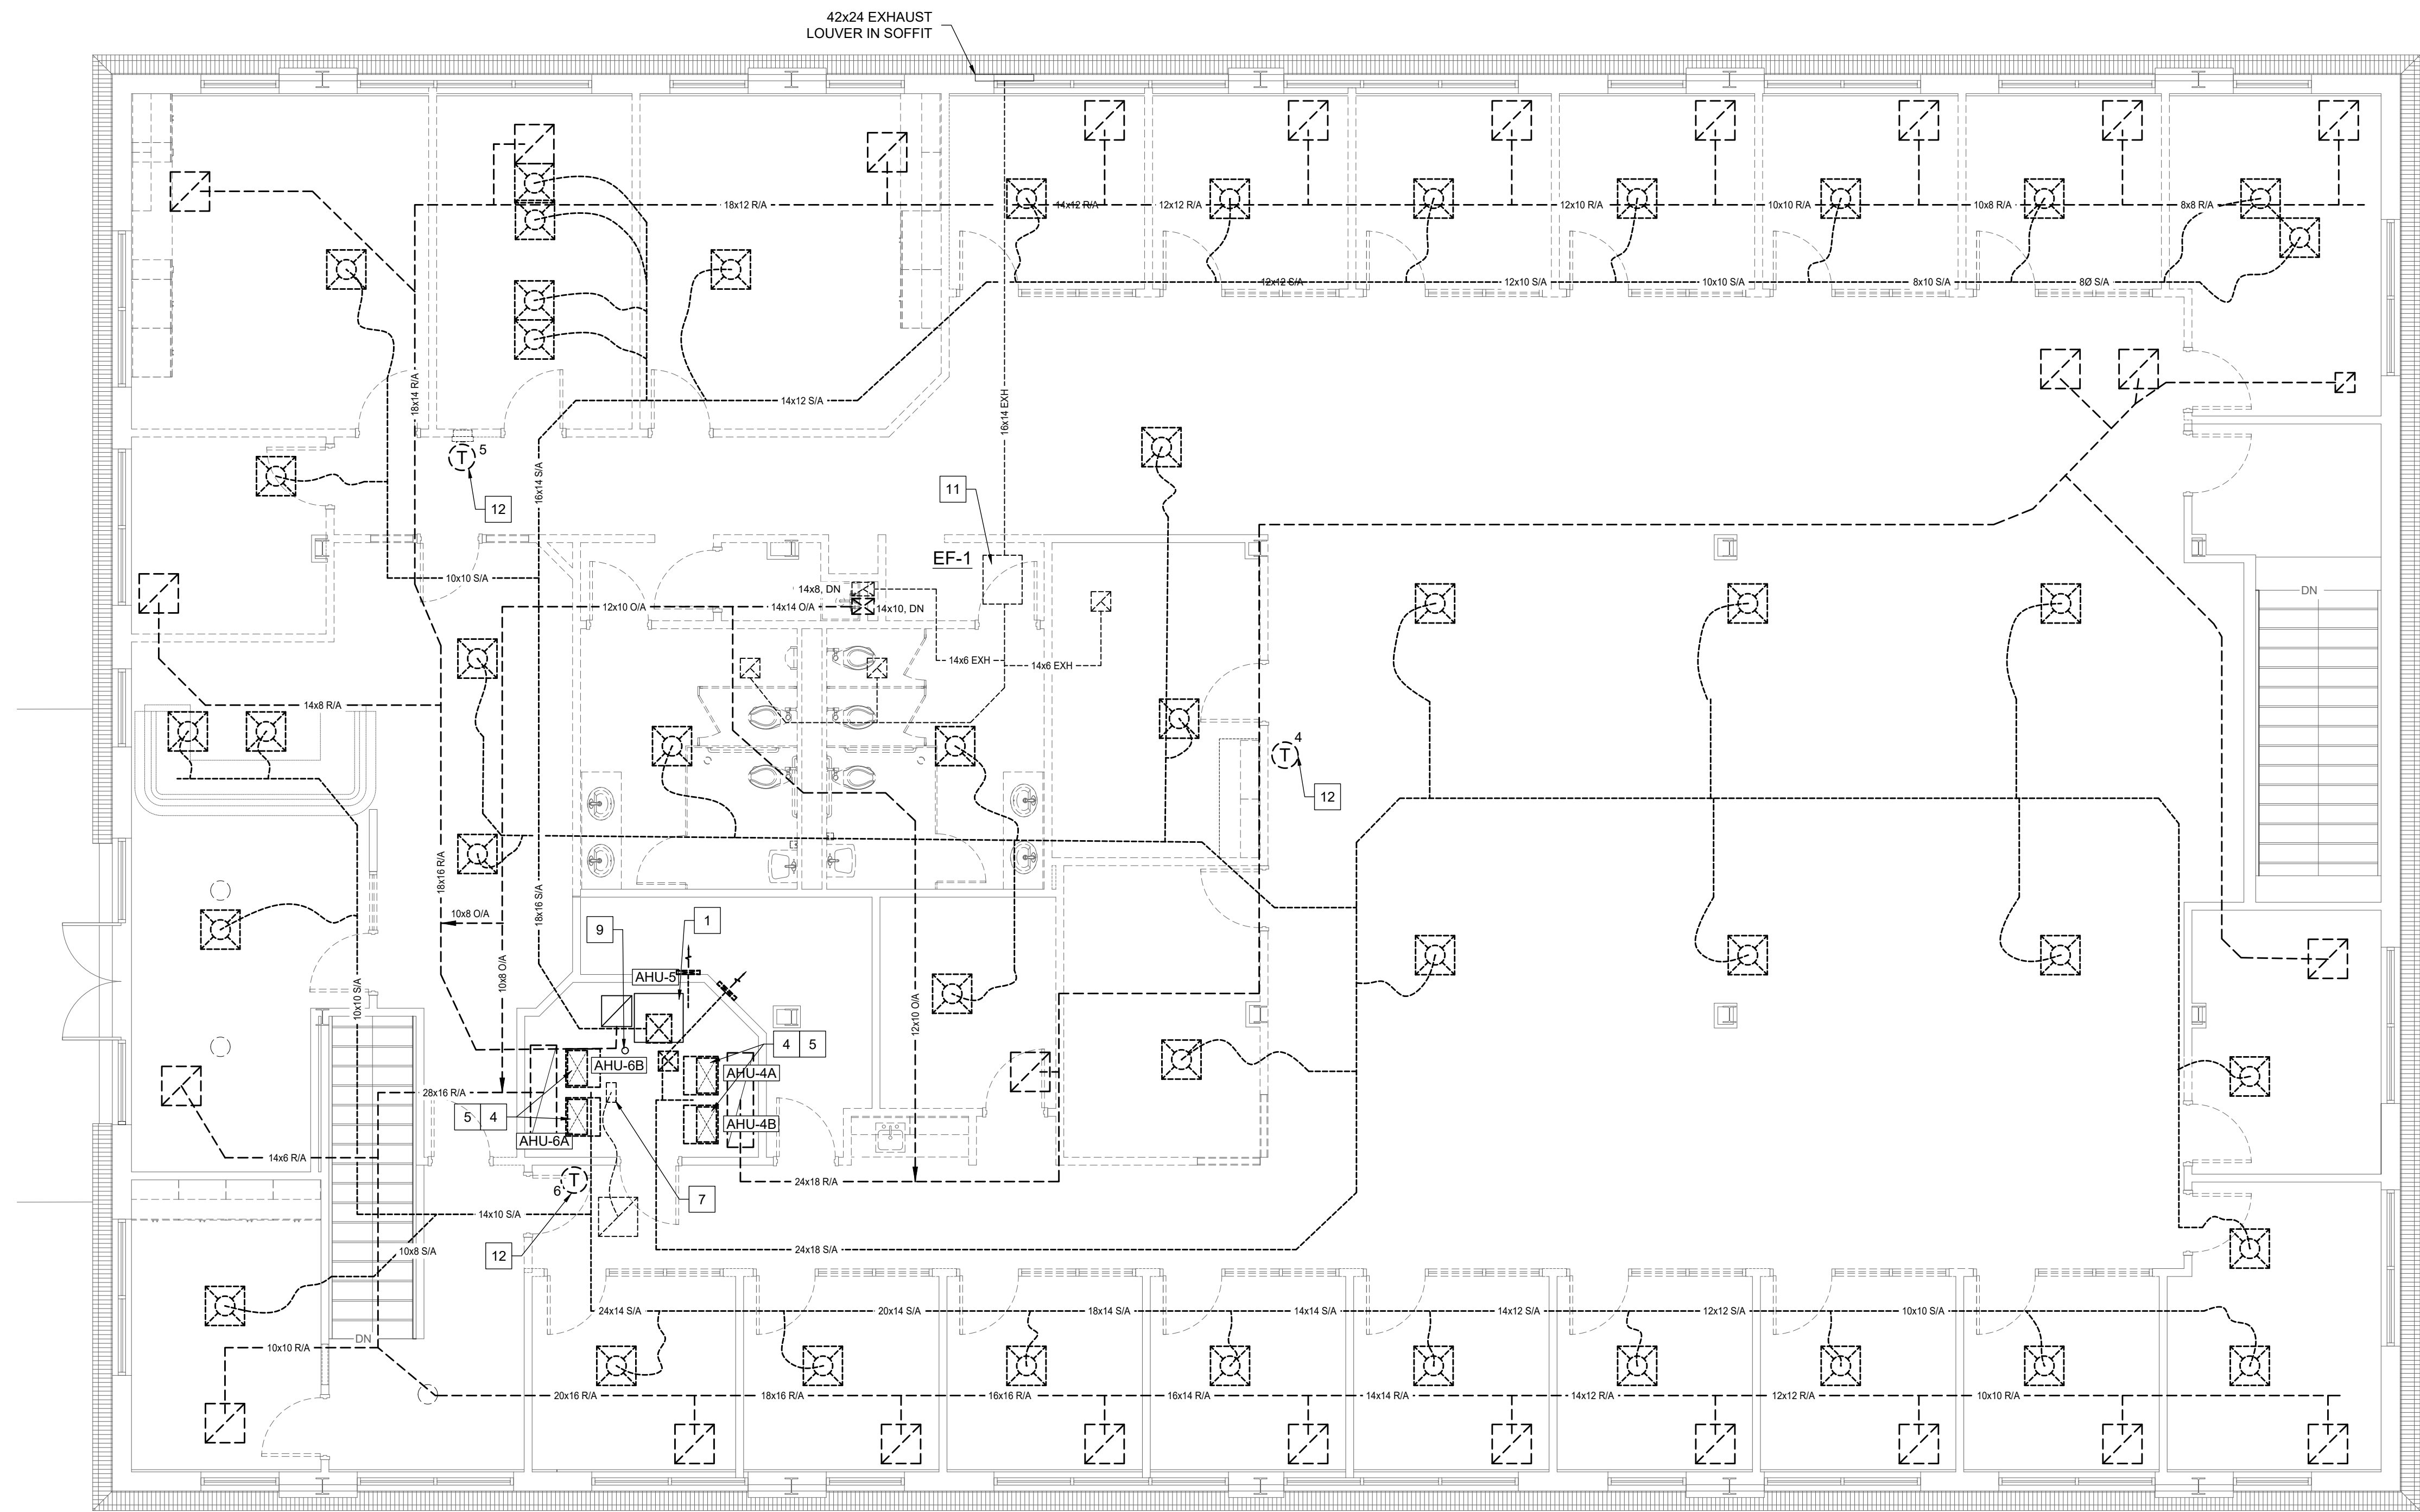 42x24 EXHAUST
LOUVER IN SOFFIT
18x12 R/A
14x12 R/A
12x12 R/A
12x10 R/A
10x10 R/A
10x8 R/A
8x8 R/A
12x12 S/A
12x10 S/A
10x10 S/A
8x10 S/A
8Ø S/A
18x14 R/A
14x12 S/A
16x14 EXH
T
5
12
16x14 S/A
11
EF-1
10x10 S/A
14x8, DN
12x10 O/A
14x14 O/A
14x10, DN
DN
14x6 EXH
14x6 EXH
14x8 R/A
T
4
12
18x16 R/A
18x16 S/A
10x8 O/A
9
1
10x8 O/A
10x10 S/A
AHU-5
12x10 O/A
4
5
AHU-6B
AHU-4A
28x16 R/A
5
4
AHU-6A
AHU-4B
14x6 R/A
T
6
24x18 R/A
7
14x10 S/A
10x8 S/A
12
24x18 S/A
24x14 S/A
20x14 S/A
18x14 S/A
14x14 S/A
14x12 S/A
12x12 S/A
10x10 S/A
DN
10x10 R/A
20x16 R/A
18x16 R/A
16x16 R/A
16x14 R/A
14x14 R/A
14x12 R/A
12x12 R/A
10x10 R/A